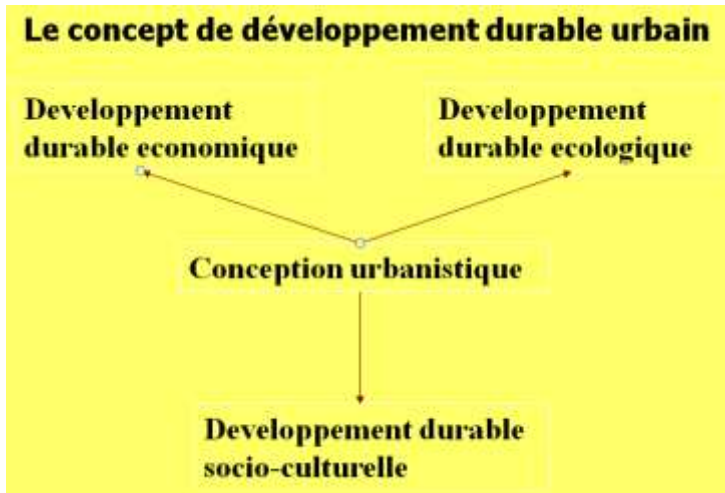 Le concept de développement durable urbain
Developpement
durable economique
Developpement
durable ecologique
Conception urbanistique
Developpement durable
socio-culturelle